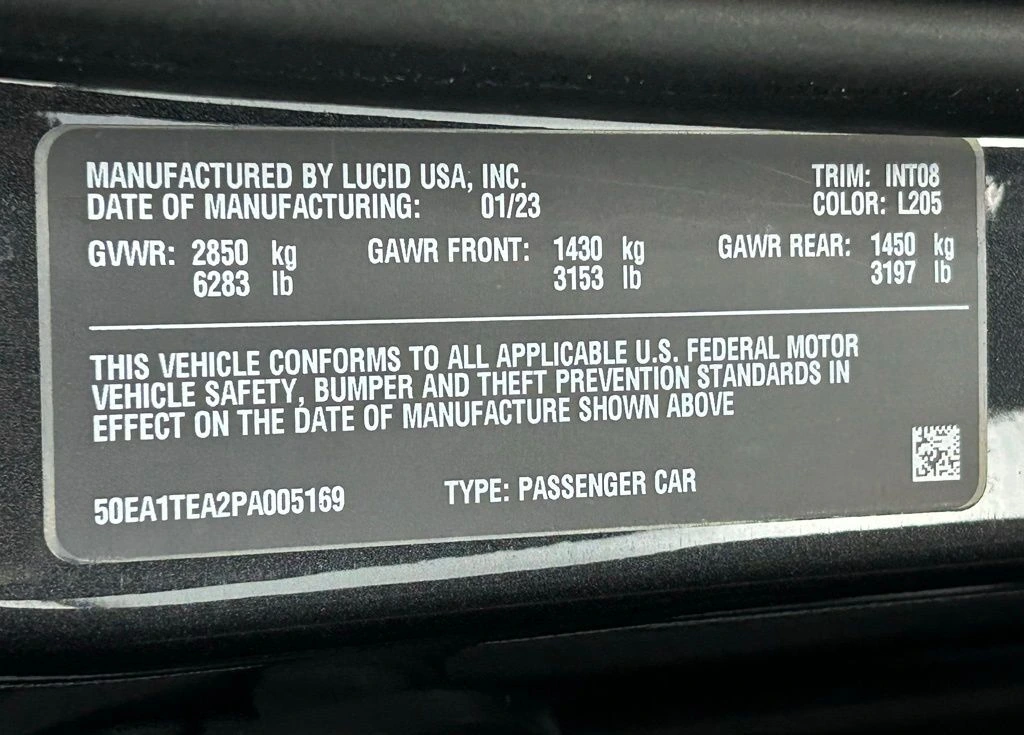 MANUFACTURED BY LUCID USA, INC. TRIM: INT08
DATE OF MANUFACTURING: 01/23 COLOR: L205
GVWR: 2850 kg GAWR FRONT: 1430 kg GAWR REAR: 1450 kg
6283 lb 3153 lb 3197 lb
THIS VEHICLE CONFORMS TO ALL APPLICABLE U.S. FEDERAL MOTOR
VEHICLE SAFETY, BUMPER AND THEFT PREVENTION STANDARDS IN
EFFECT ON THE DATE OF MANUFACTURE SHOWN ABOVE
50EA1TEA2PA005169 TYPE: PASSENGER CAR